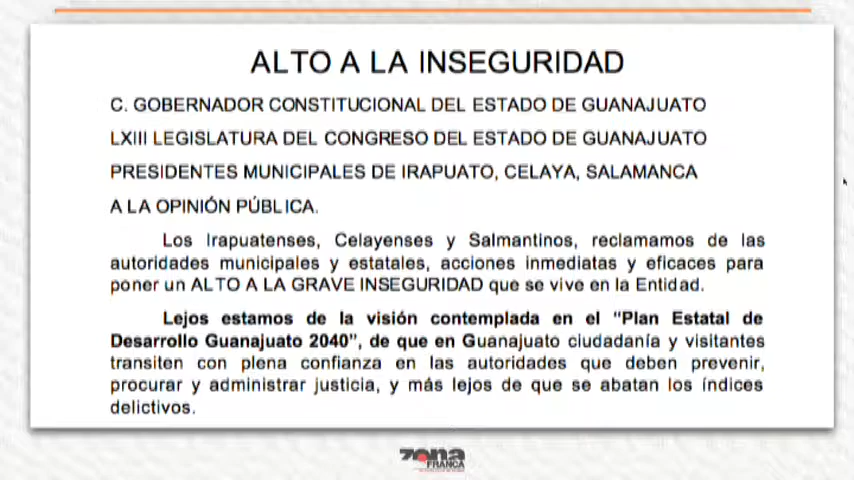 ALTO A LA INSEGURIDAD
C. GOBERNADOR CONSTITUCIONAL DEL ESTADO DE GUANAJUATO
LXIII LEGISLATURA DEL CONGRESO DEL ESTADO DE GUANAJUATO
PRESIDENTES MUNICIPALES DE IRAPUATO, CELAYA, SALAMANCA
A LA OPINIÓN PÚBLICA.
Los Irapuatenses, Celayenses y Salmantinos, reclamamos de las
autoridades municipales y estatales, acciones inmediatas y eficaces para
poner un ALTO A LA GRAVE INSEGURIDAD que se vive en la Entidad.
Lejos estamos de la visión contemplada en el "Plan Estatal de
Desarrollo Guanajuato 2040", de que en Guanajuato ciudadanía y visitantes
transiten con plena confianza en las autoridades que deben prevenir,
procurar y administrar justicia, y más lejos de que se abatan los índices
delictivos.
zona
FRANCA